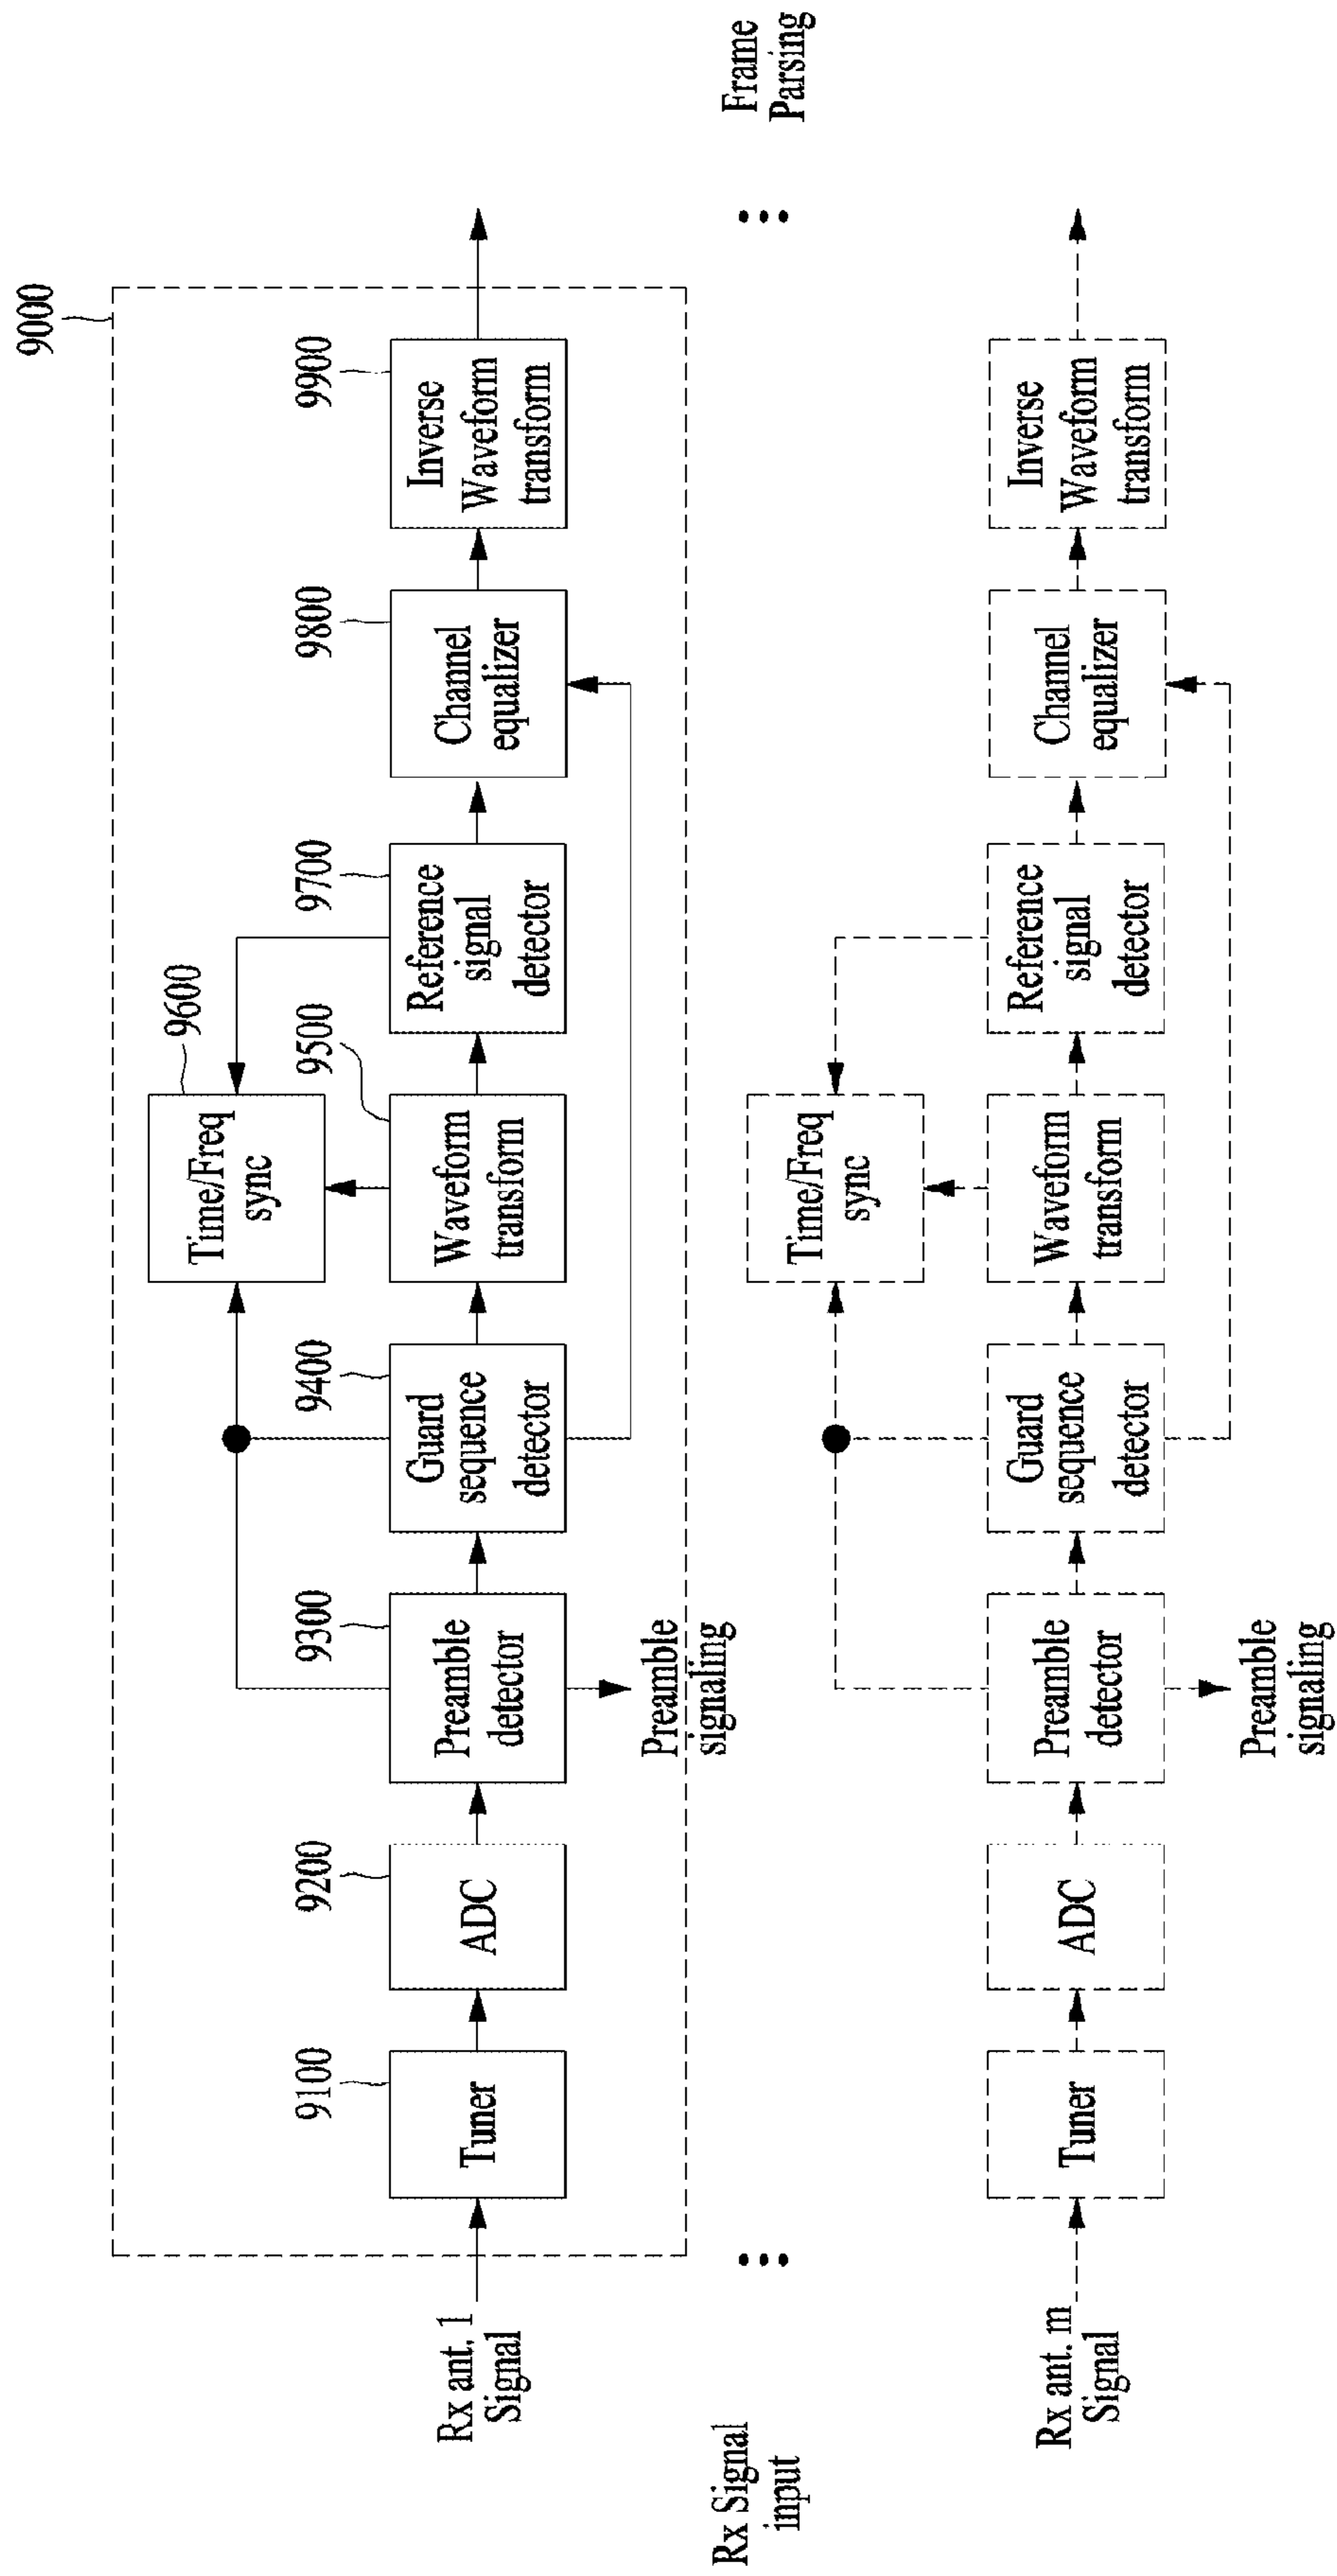 9000
Rx Signal
input
Rx ant. 1
Signal
9100
Tuner
9200
ADC
9300
Preamble
detector
Preamble
signaling
9400
Guard
sequence
detector
9500
Waveform
transform
9600
Time/Freq
sync
9700
Reference
signal
detector
9800
Channel
equalizer
9900
Inverse
Waveform
transform
Frame
Parsing
Rx ant. m
Signal
Tuner
ADC
Preamble
detector
Preamble
signaling
Guard
sequence
detector
Waveform
transform
Time/Freq
sync
Reference
signal
detector
Channel
equalizer
Inverse
Waveform
transform